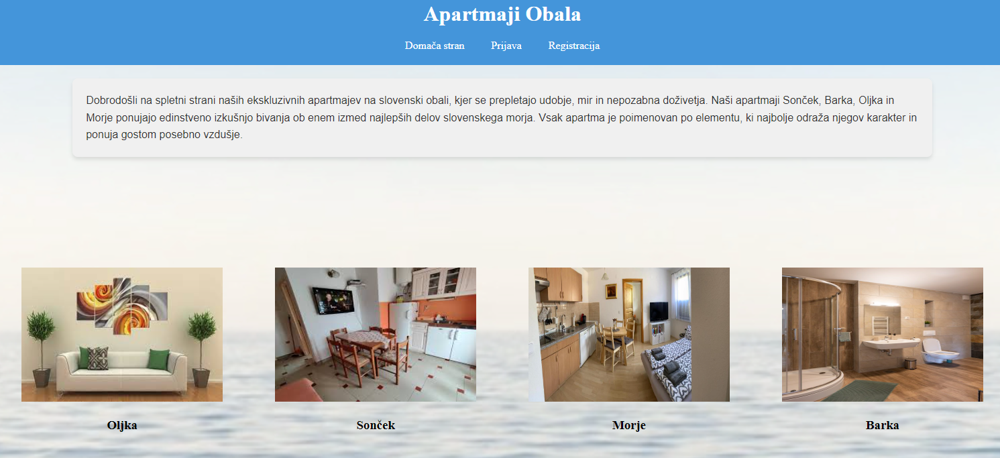 Apartmaji Obala
Domača stran Prijava Registracija
Dobrodošli na spletni strani naših ekskluzivnih apartmajev na slovenski obali, kjer se prepletajo udobje, mir in nepozabna doživetja. Naši apartmaji Sonček, Barka, Oljka in
Morje ponujajo edinstveno izkušnjo bivanja ob enem izmed najlepših delov slovenskega morja. Vsak apartma je poimenovan po elementu, ki najbolje odraža njegov karakter in
ponuja gostom posebno vzdušje.
Oljka Sonček Morje Barka